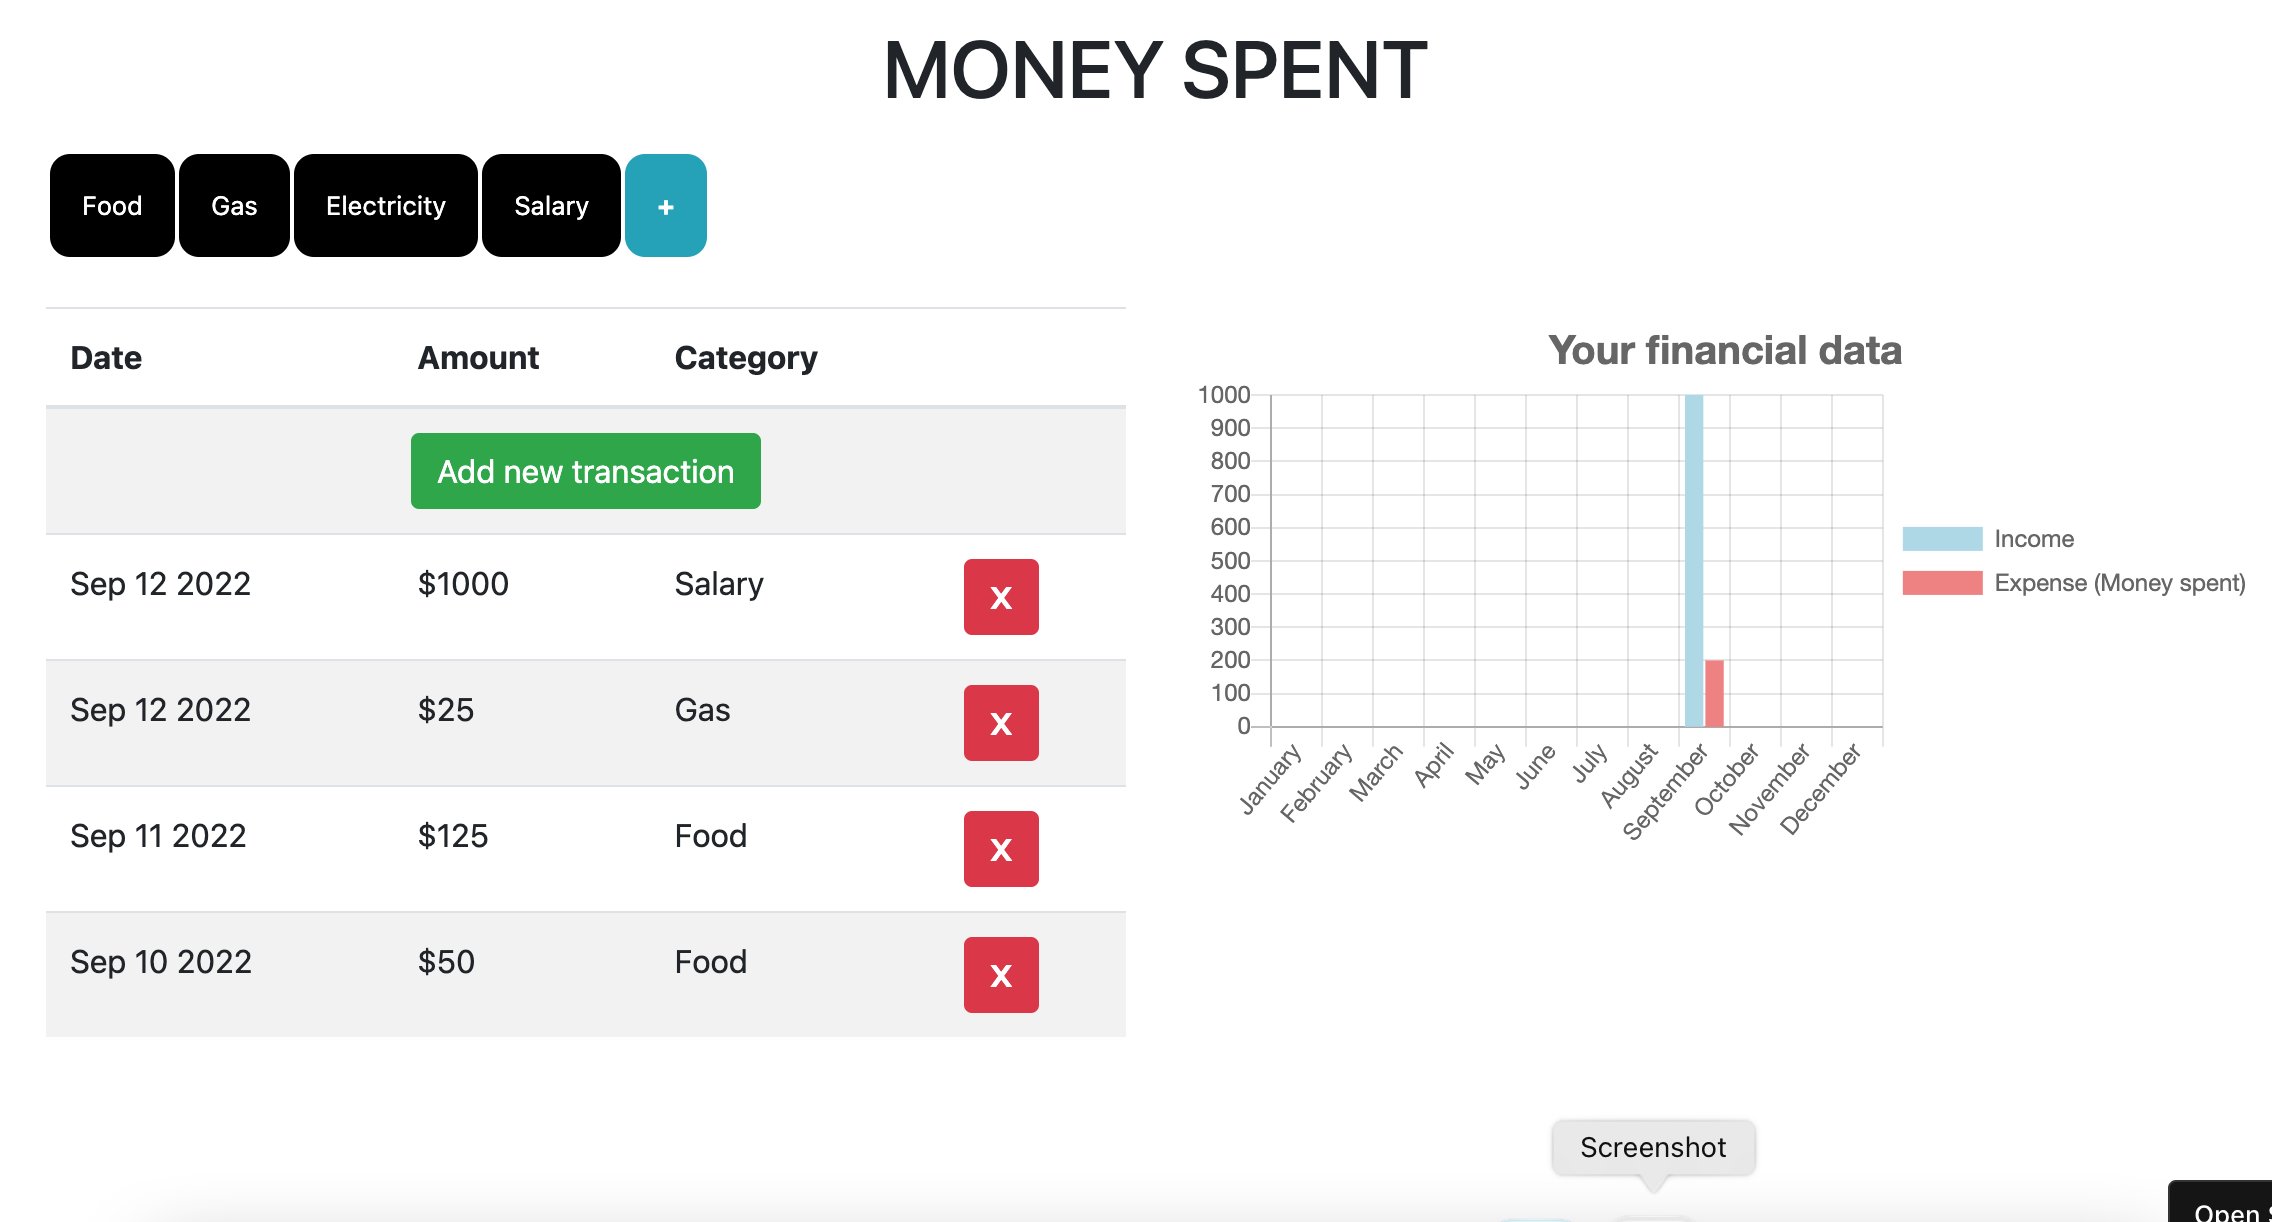 MONEY SPENT
Food Gas Electricity Salary +
Date Amount Category
Add new transaction
Sep 12 2022 $1000 Salary X
Sep 12 2022 $25 Gas X
Sep 11 2022 $125 Food X
Sep 10 2022 $50 Food X
Your financial data
1000
900
800
700
600
500
400
300
200
100
0
January February March April May June July August September October November December
Income
Expense (Money spent)
Screenshot
Open